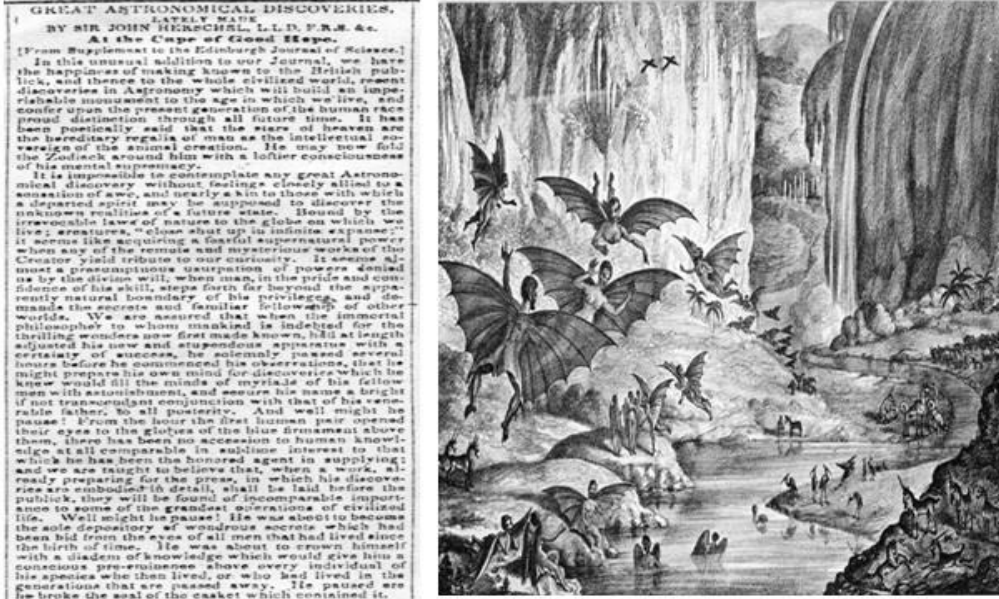 GREAT ASTRONOMICAL DISCOVERIES,
LATELY MADE
BY SIR JOHN HERSCHEL, L.L.D. F.R.S. &c.
At the Cape of Good Hope.
[From Supplement to the Edinburgh Journal of Science.]
In this unusual addition to our Journal, we have
the happiness of making known to the British pub-
lick, and thence to the whole civilized world, recent
discoveries in Astronomy which will build an impe-
rishable monument to the age in which we live, and
confer upon the present generation of the human race
proud distinction through all future time. It has
been poetically said that the stars of heaven are
the hereditary regalia of man as the intellectual so-
vereign of the animal creation. He may now fold
the Zodiack around him with a loftier consciousness
of his mental supremacy.
It is impossible to contemplate any great Astrono-
mical discovery without feelings closely allied to a
sensation of awe, and nearly akin to those with which
a departed spirit may be supposed to discover the
unknown realities of a future state. Bound by the
irrevocable laws of nature to the globe on which we
live; creatures, "close shut up in infinite expanse;"
it seems like acquiring a fearful supernatural power
when any of the remote and mysterious works of the
Creator yield tribute to our curiosity. It seems al-
most a presumptuous usurpation of powers denied
us by the divine will, when man, in the pride and con-
fidence of his skill, steps forth far beyond the appa-
rently natural boundary of his privileges, and de-
mands the secrets and familiar fellowship of other
worlds. We are assured that when the immortal
philosopher to whom mankind is indebted for the
thrilling wonders now first made known, had at length
adjusted his new and stupendous apparatus with a
certainty of success, he solemnly paused several
hours before he commenced his observations, that he
might prepare his own mind for discoveries which he
knew would fill the minds of myriads of his fellow
men with astonishment, and secure his name a bright
if not transcendant conjunction with that of his vene-
rable father, to all posterity. And well might he
pause! From the hour the first human pair opened
their eyes to the glories of the blue firmament above
them, there has been no accession to human knowl-
edge at all comparable in sublime interest to that
which he has been the honored agent in supplying;
and we are taught to believe that, when a work, al-
ready preparing for the press, in which his discove-
ries are embodied in detail, shall be laid before the
publick, they will be found of incomparable import-
ance to some of the grandest operations of civilized
life. Well might he pause! He was about to become
the sole depository of wondrous secrets which had
been hid from the eyes of all men that had lived since
the birth of time. He was about to crown himself
with a diadem of knowledge which would give him a
conscious pre-eminence above every individual of
his species who then lived, or who had lived in the
generations that are passed away. He paused ere
he broke the seal of the casket which contained it.